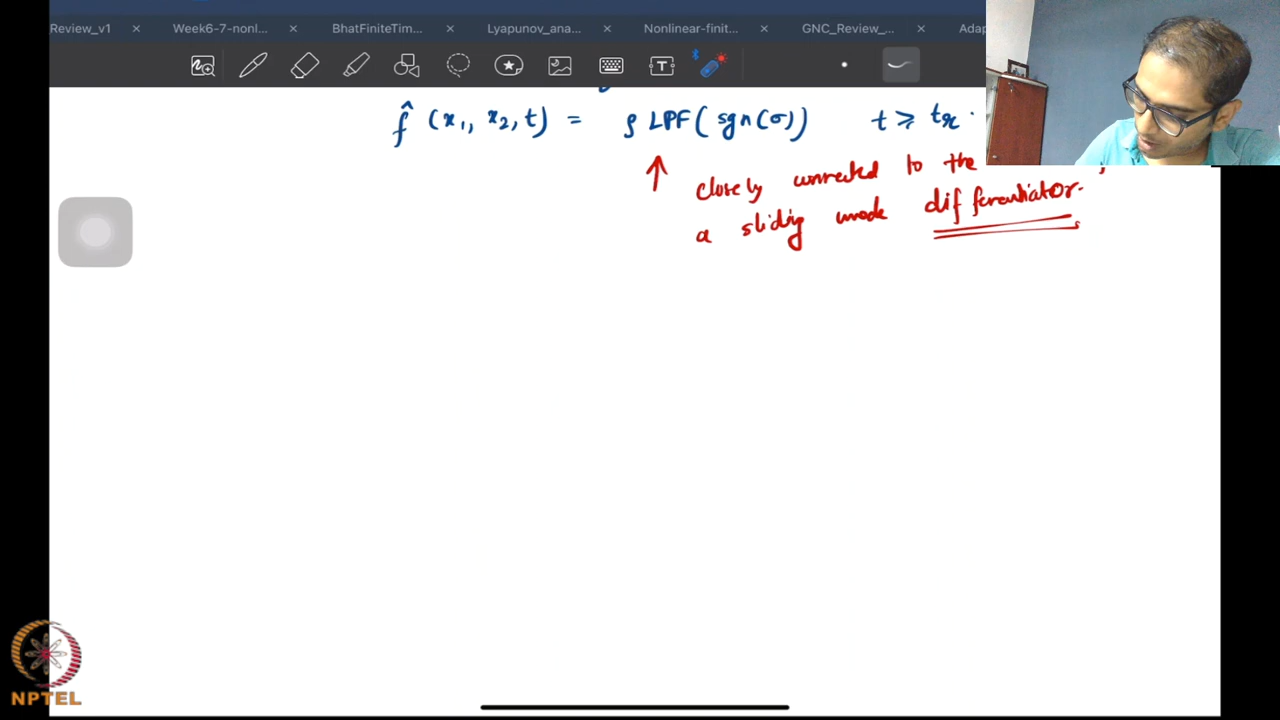 Review_v1 Week6-7-nonl... BhatFiniteTim... Lyapunov_ana... Nonlinear-finit... GNC_Review_... Adap
f̂ (x₁, x₂, t) = ρ LPF( sgn(σ)) t ⩾ tᵣ.
closely connected to the
a sliding mode differentiator.
NPTEL